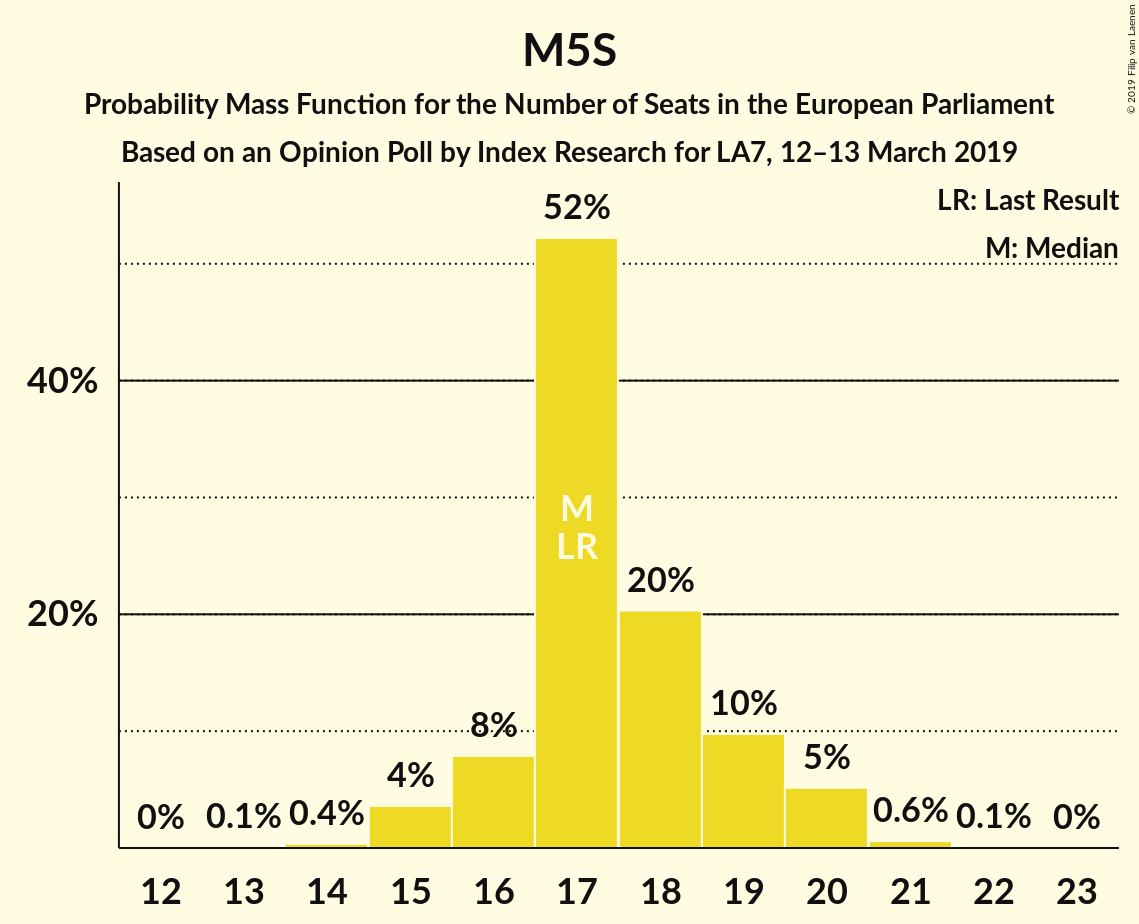 M5S
Probability Mass Function for the Number of Seats in the European Parliament
Based on an Opinion Poll by Index Research for LA7, 12–13 March 2019
© 2019 Filip van Laenen
LR: Last Result
M: Median
40%
20%
0%
0.1%
0.4%
4%
8%
52%
M
LR
20%
10%
5%
0.6%
0.1%
0%
12 13 14 15 16 17 18 19 20 21 22 23